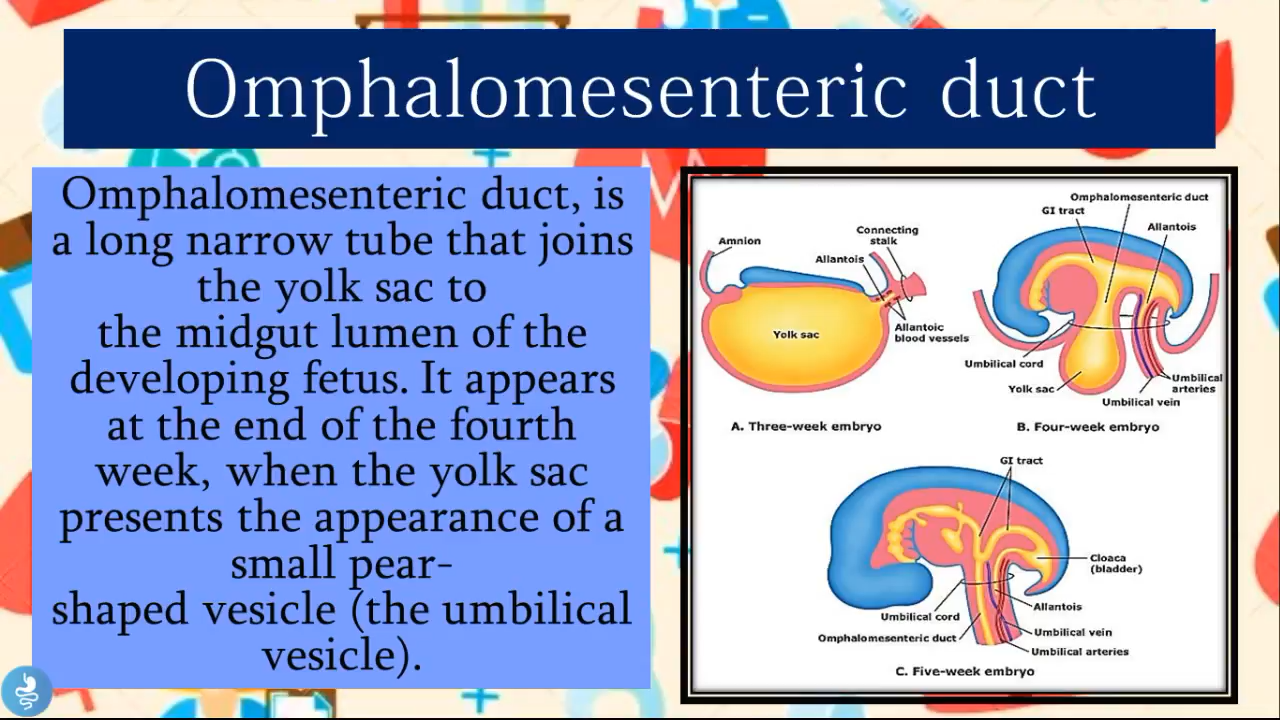 Omphalomesenteric duct
Omphalomesenteric duct, is
a long narrow tube that joins
the yolk sac to
the midgut lumen of the
developing fetus. It appears
at the end of the fourth
week, when the yolk sac
presents the appearance of a
small pear-
shaped vesicle (the umbilical
vesicle).
Amnion
Connecting
stalk
Allantois
Yolk sac
Allantoic
blood vessels
A. Three-week embryo
Omphalomesenteric duct
GI tract
Allantois
Umbilical cord
Yolk sac
Umbilical
arteries
Umbilical vein
B. Four-week embryo
GI tract
Cloaca
(bladder)
Allantois
Umbilical cord
Umbilical vein
Omphalomesenteric duct
Umbilical arteries
C. Five-week embryo